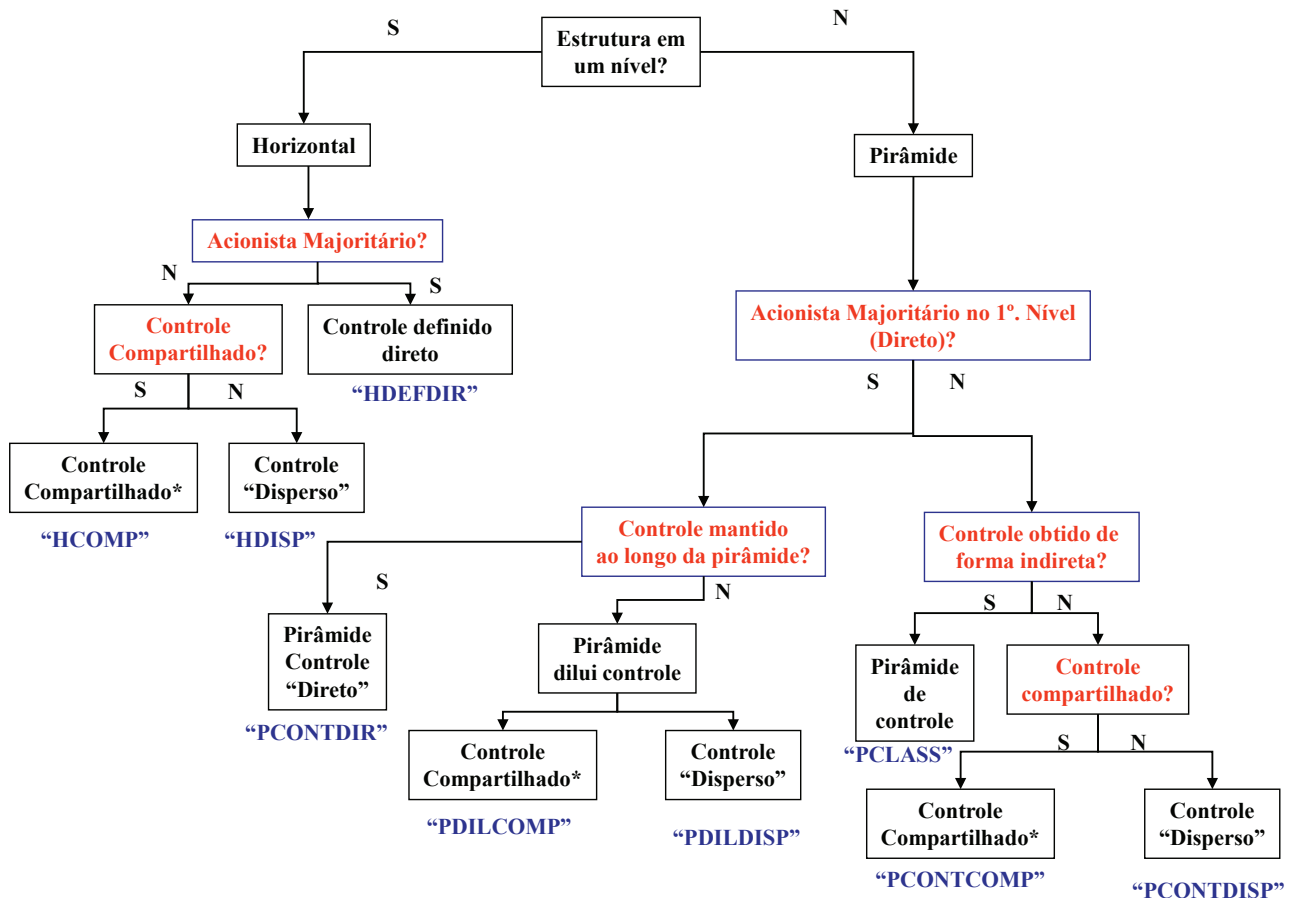 S
N
Estrutura em
um nível?
Horizontal
Pirâmide
Acionista Majoritário?
N
S
Controle
Compartilhado?
Controle definido
direto
“HDEFDIR”
S
N
Controle
Compartilhado*
“HCOMP”
Controle
“Disperso”
“HDISP”
Acionista Majoritário no 1º. Nível
(Direto)?
S
N
Controle mantido
ao longo da pirâmide?
Controle obtido de
forma indireta?
S
N
Pirâmide
Controle
“Direto”
“PCONTDIR”
Pirâmide
dilui controle
Controle
Compartilhado*
“PDILCOMP”
Controle
“Disperso”
“PDILDISP”
S
N
Pirâmide
de
controle
“PCLASS”
Controle
compartilhado?
S
N
Controle
Compartilhado*
“PCONTCOMP”
Controle
“Disperso”
“PCONTDISP”